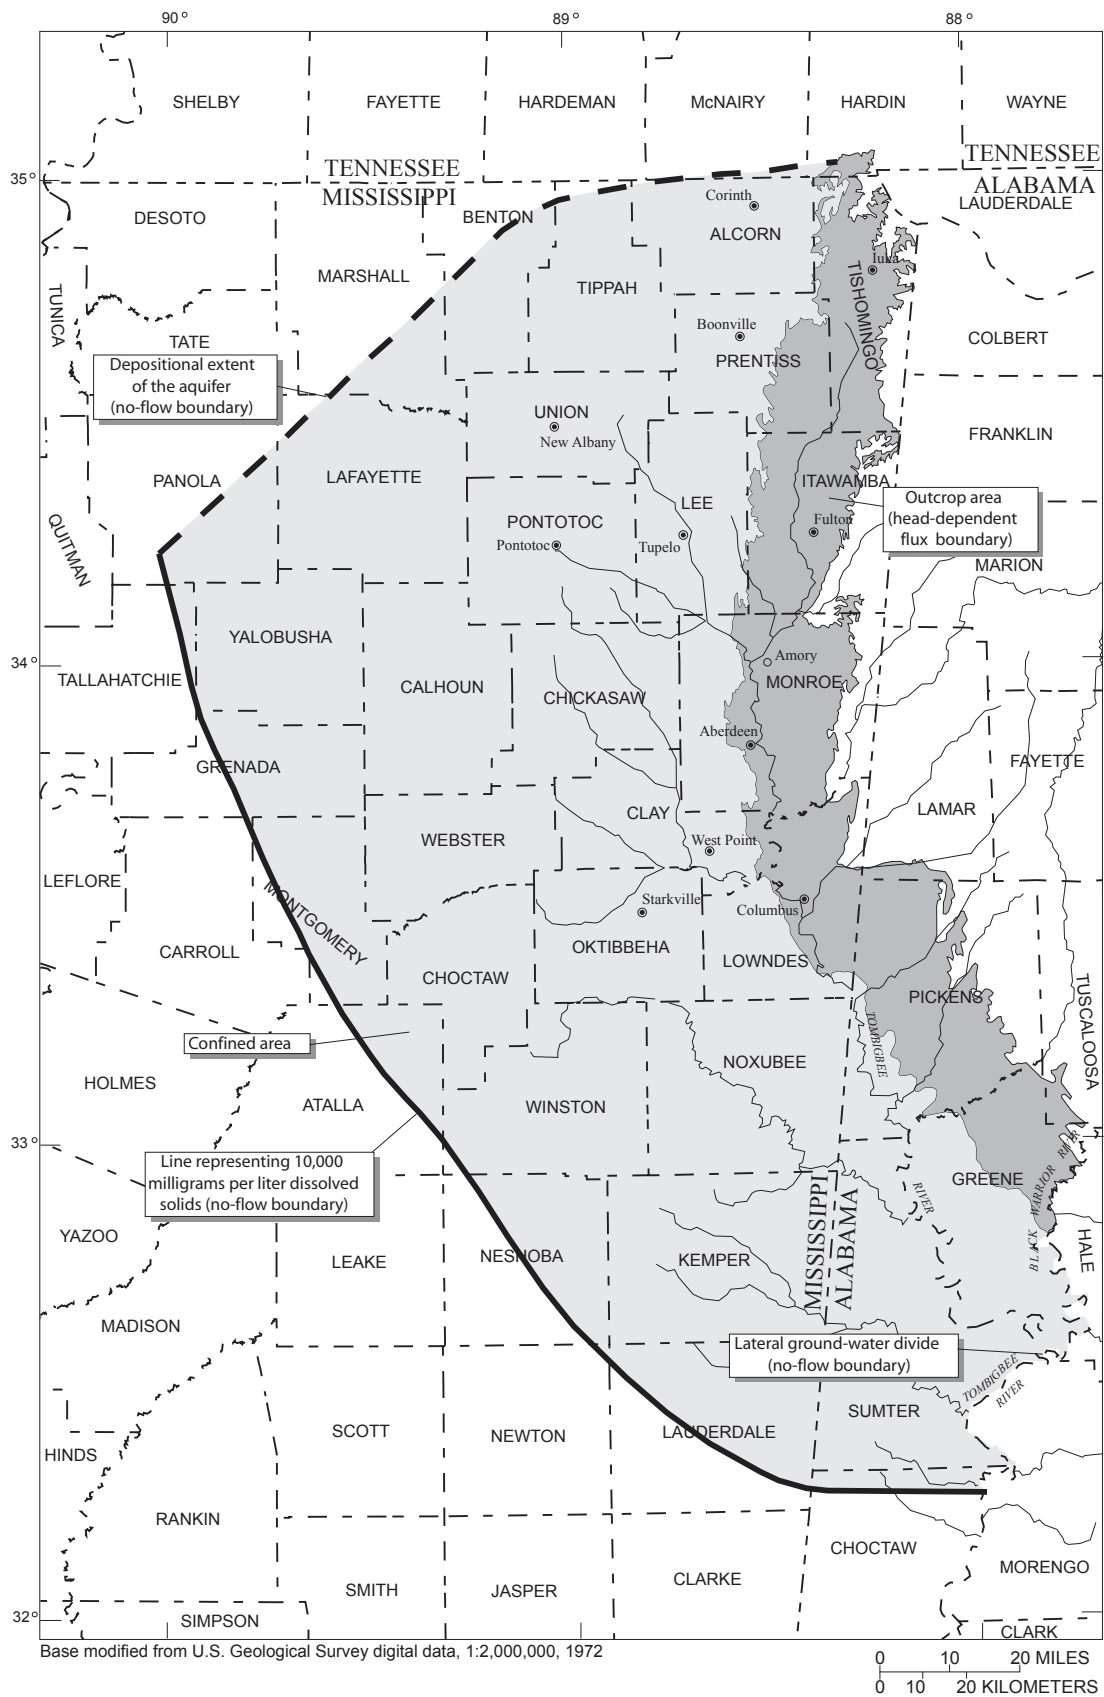 90° 89° 88°
SHELBY FAYETTE HARDEMAN McNAIRY HARDIN WAYNE
TENNESSEE TENNESSEE
35°
MISSISSIPPI ALABAMA
Corinth
LAUDERDALE
DESOTO BENTON
ALCORN
Iuka
MARSHALL
TIPPAH
TISHOMINGO
TUNICA
Boonville
COLBERT
TATE
PRENTISS
Depositional extent
of the aquifer
(no-flow boundary)
UNION
New Albany
FRANKLIN
PANOLA LAFAYETTE ITAWAMBA
LEE
Outcrop area
(head-dependent
flux boundary)
QUITMAN
PONTOTOC
Fulton
Pontotoc Tupelo
MARION
YALOBUSHA
34°
Amory
TALLAHATCHIE CALHOUN CHICKASAW MONROE
Aberdeen
GRENADA FAYETTE
CLAY LAMAR
WEBSTER West Point
LEFLORE
MONTGOMERY
Starkville Columbus
CARROLL OKTIBBEHA LOWNDES
CHOCTAW
PICKENS
TUSCALOOSA
TOMBIGBEE
Confined area
NOXUBEE
HOLMES
ATALLA WINSTON
33°
Line representing 10,000
milligrams per liter dissolved
solids (no-flow boundary)
GREENE
RIVER
BLACK WARRIOR RIVER
MISSISSIPPI
ALABAMA
YAZOO
HALE
LEAKE NESHOBA KEMPER
MADISON
Lateral ground-water divide
(no-flow boundary)
TOMBIGBEE
RIVER
SUMTER
SCOTT NEWTON LAUDERDALE
HINDS
RANKIN
CHOCTAW
MORENGO
SMITH JASPER CLARKE
32°
SIMPSON
CLARK
Base modified from U.S. Geological Survey digital data, 1:2,000,000, 1972
0 10 20 MILES
0 10 20 KILOMETERS